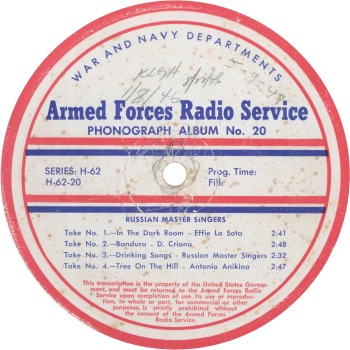 WAR AND NAVY DEPARTMENTS
KLGH
11/8/46
Armed Forces Radio Service
PHONOGRAPH ALBUM No. 20
SERIES: H-62
H-62-20
Prog. Time:
Fill:
RUSSIAN MASTER SINGERS
Take No. 1.—In The Dark Room - Effie La Sota 2:41
Take No. 2.—Bandura - D. Criona 2:48
Take No. 3.—Drinking Songs - Russian Master Singers 2:32
Take No. 4.—Tree On The Hill - Antonio Anikina 2:47
This transcription is the property of the United States Govern-
ment, and must be returned to the Armed Forces Radio
Service upon completion of use. Its use or reproduc-
tion, in whole or part, for commercial or other
purposes, is strictly prohibited without
the consent of the Armed Forces
Radio Service.